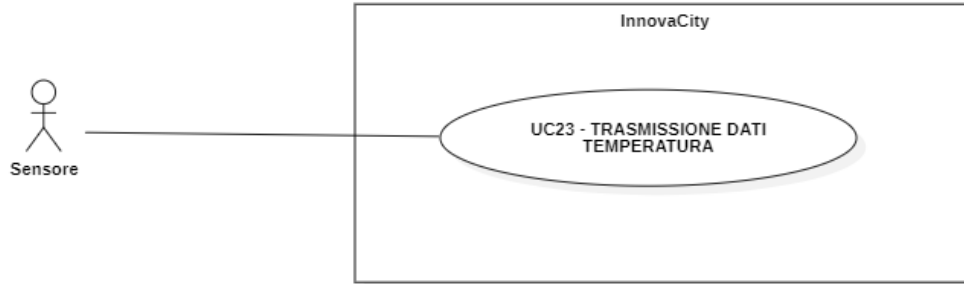 InnovaCity
UC23 - TRASMISSIONE DATI
TEMPERATURA
Sensore